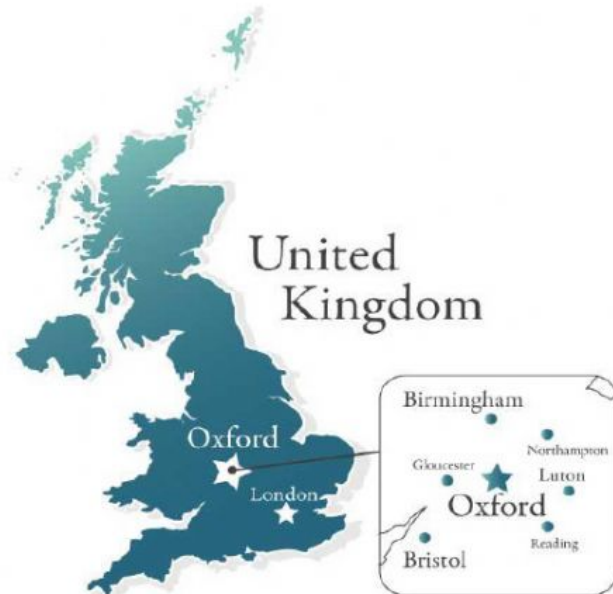 United
Kingdom
Oxford
London
Birmingham
Northampton
Gloucester
Luton
Oxford
Reading
Bristol